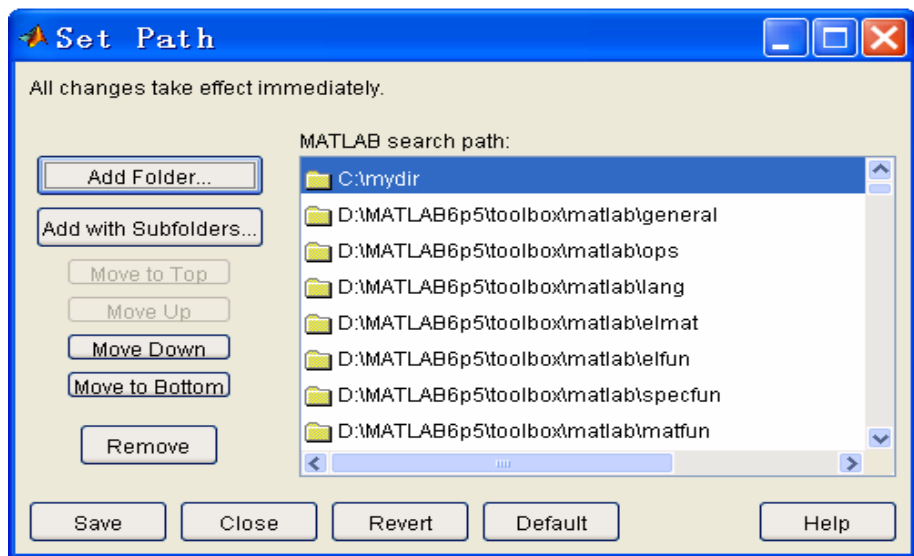 Set Path
All changes take effect immediately.
MATLAB search path:
Add Folder...
Add with Subfolders...
Move to Top
Move Up
Move Down
Move to Bottom
Remove
C:\mydir
D:\MATLAB6p5\toolbox\matlab\general
D:\MATLAB6p5\toolbox\matlab\ops
D:\MATLAB6p5\toolbox\matlab\lang
D:\MATLAB6p5\toolbox\matlab\elmat
D:\MATLAB6p5\toolbox\matlab\elfun
D:\MATLAB6p5\toolbox\matlab\specfun
D:\MATLAB6p5\toolbox\matlab\matfun
Save Close Revert Default Help